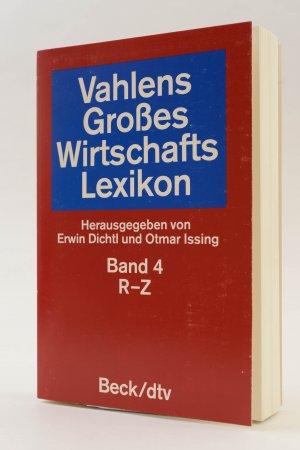 Vahlens
Großes
Wirtschafts
Lexikon
Herausgegeben von
Erwin Dichtl und Otmar Issing
Band 4
R–Z
Beck/dtv